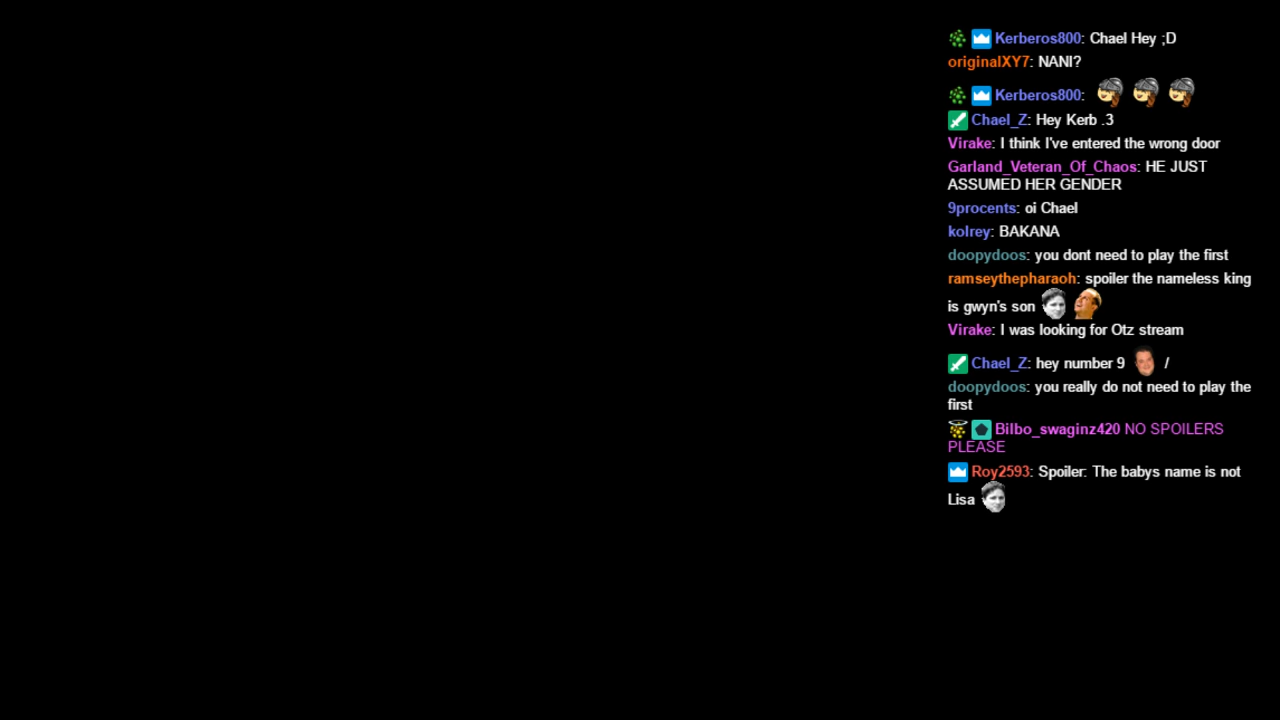 Kerberos800: Chael Hey ;D
originalXY7: NANI?
Kerberos800:
Chael_Z: Hey Kerb .3
Virake: I think I've entered the wrong door
Garland_Veteran_Of_Chaos: HE JUST
ASSUMED HER GENDER
9procents: oi Chael
kolrey: BAKANA
doopydoos: you dont need to play the first
ramseythepharaoh: spoiler the nameless king
is gwyn's son
Virake: I was looking for Otz stream
Chael_Z: hey number 9 /
doopydoos: you really do not need to play the
first
Bilbo_swaginz420 NO SPOILERS
PLEASE
Roy2593: Spoiler: The babys name is not
Lisa